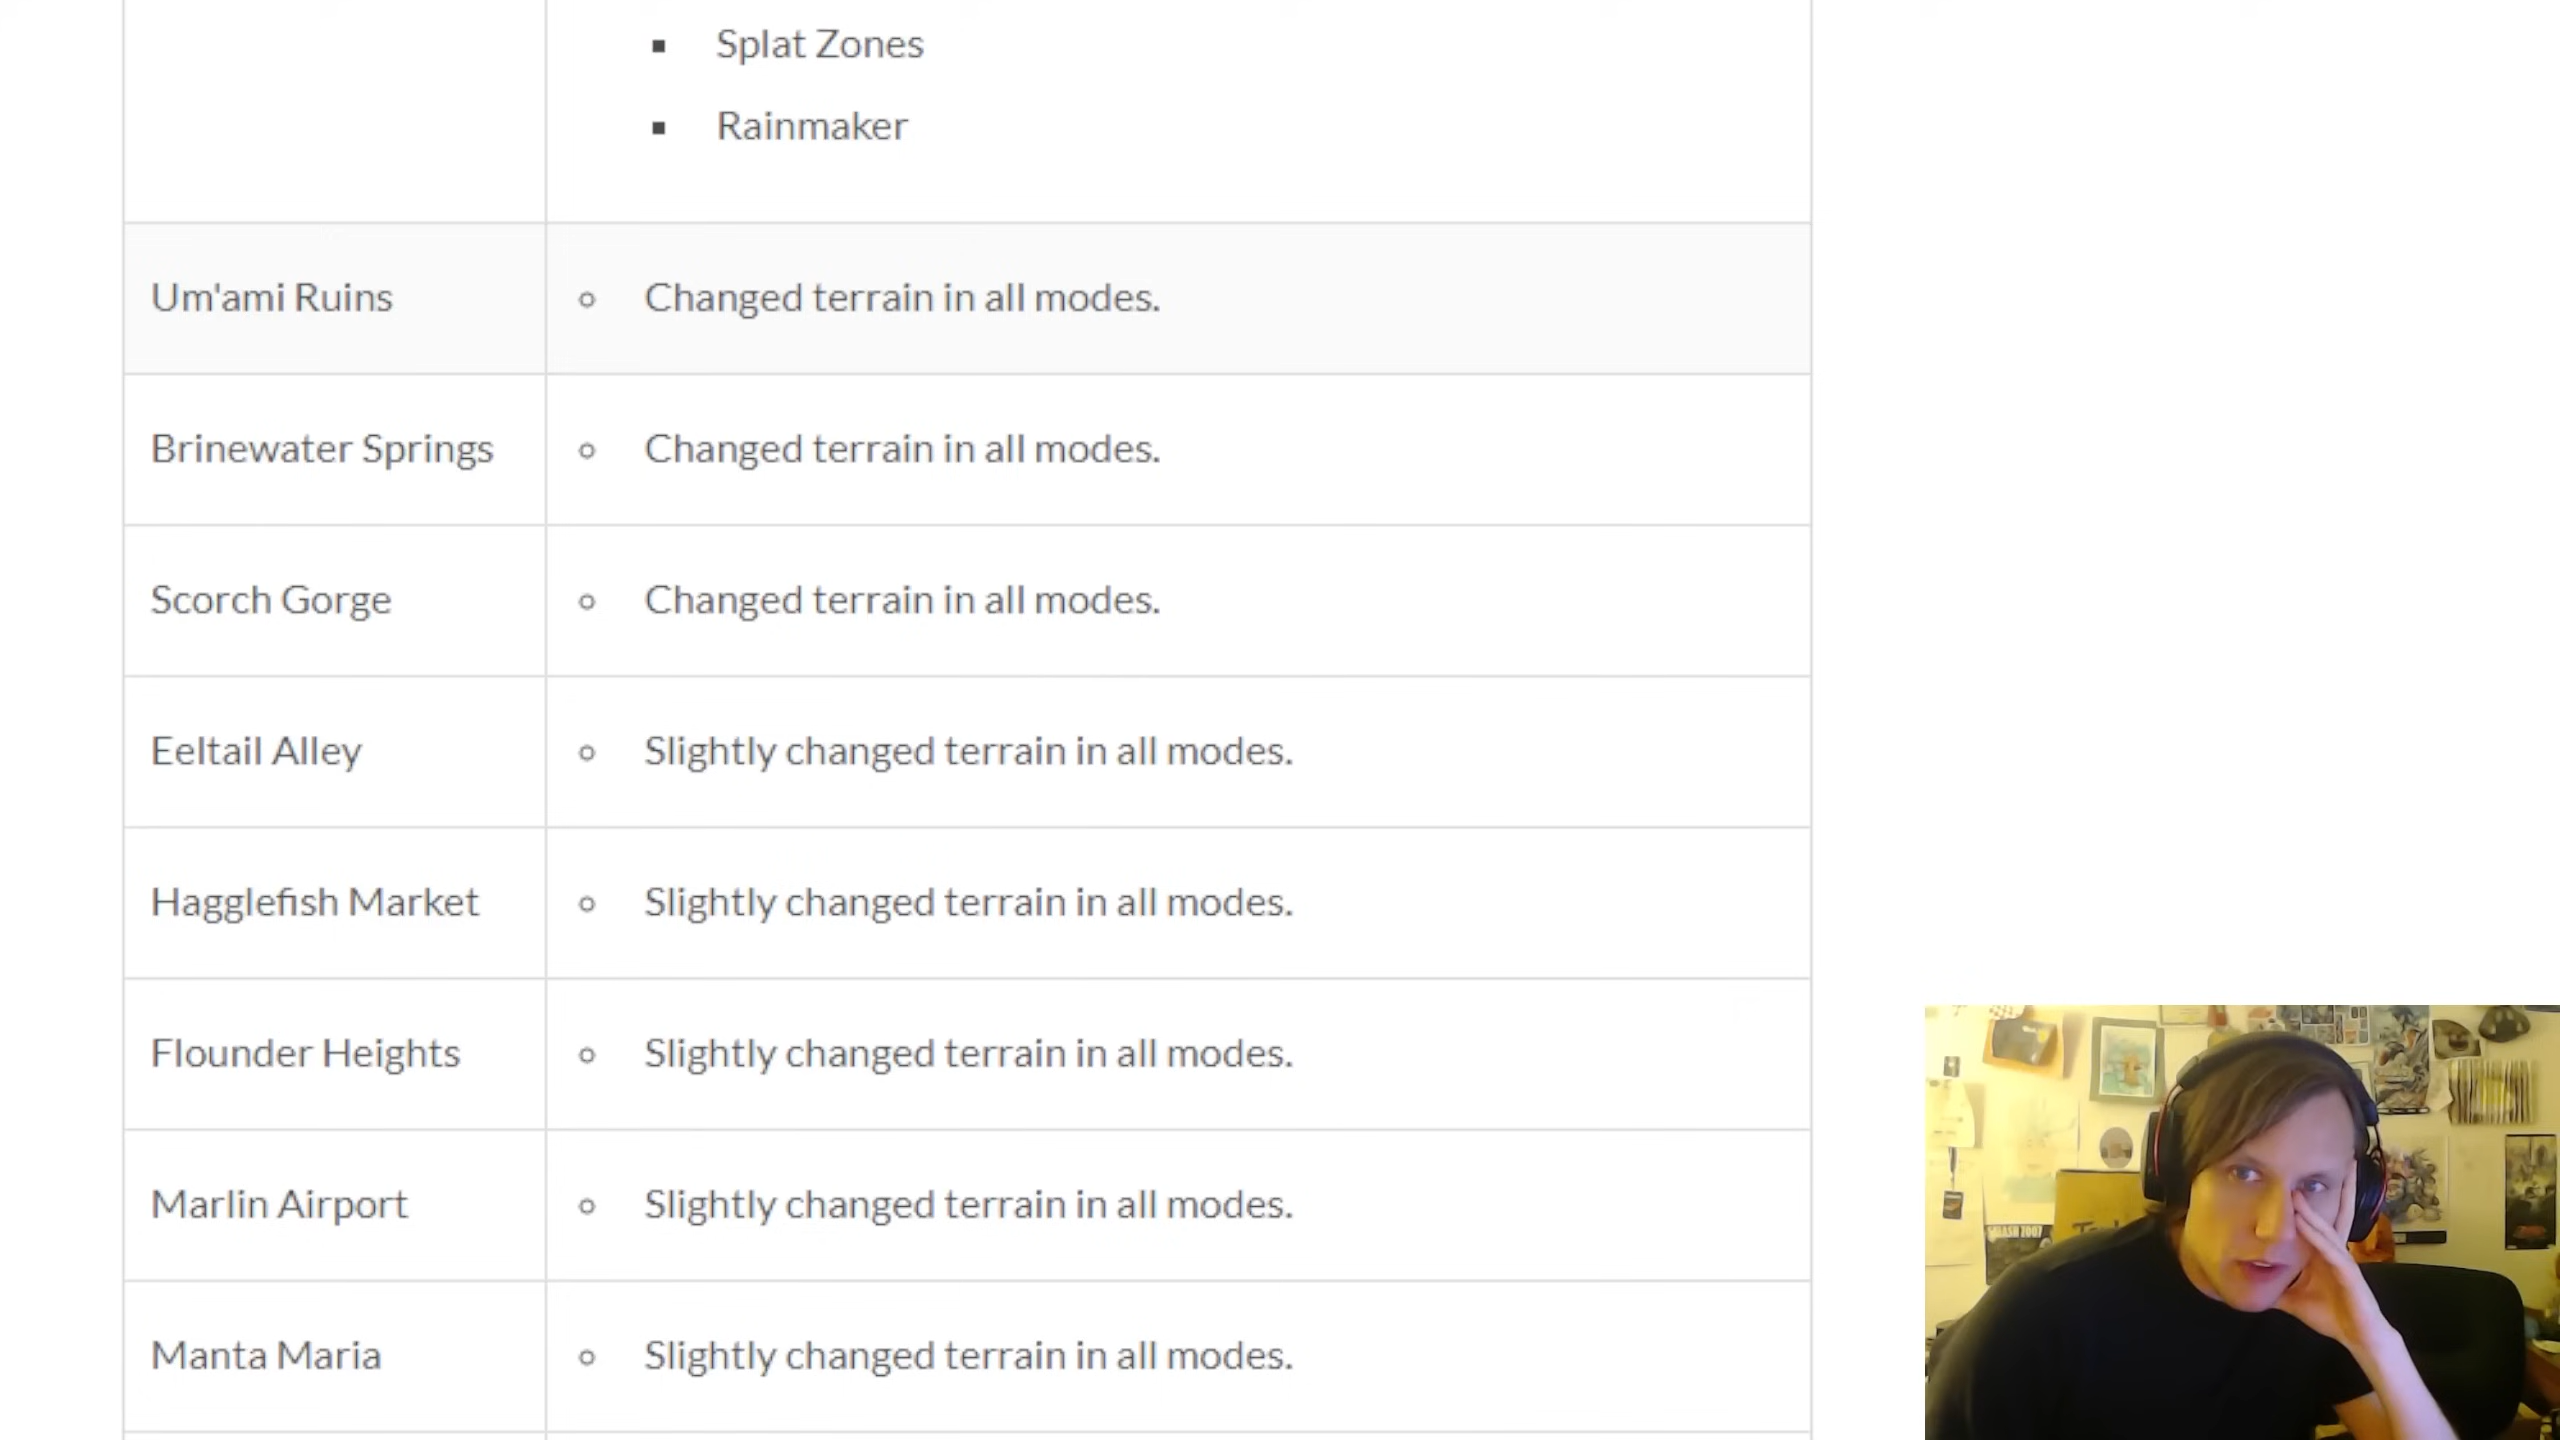 Splat Zones
Rainmaker
Um'ami Ruins
Changed terrain in all modes.
Brinewater Springs
Changed terrain in all modes.
Scorch Gorge
Changed terrain in all modes.
Eeltail Alley
Slightly changed terrain in all modes.
Hagglefish Market
Slightly changed terrain in all modes.
Flounder Heights
Slightly changed terrain in all modes.
Marlin Airport
Slightly changed terrain in all modes.
Manta Maria
Slightly changed terrain in all modes.